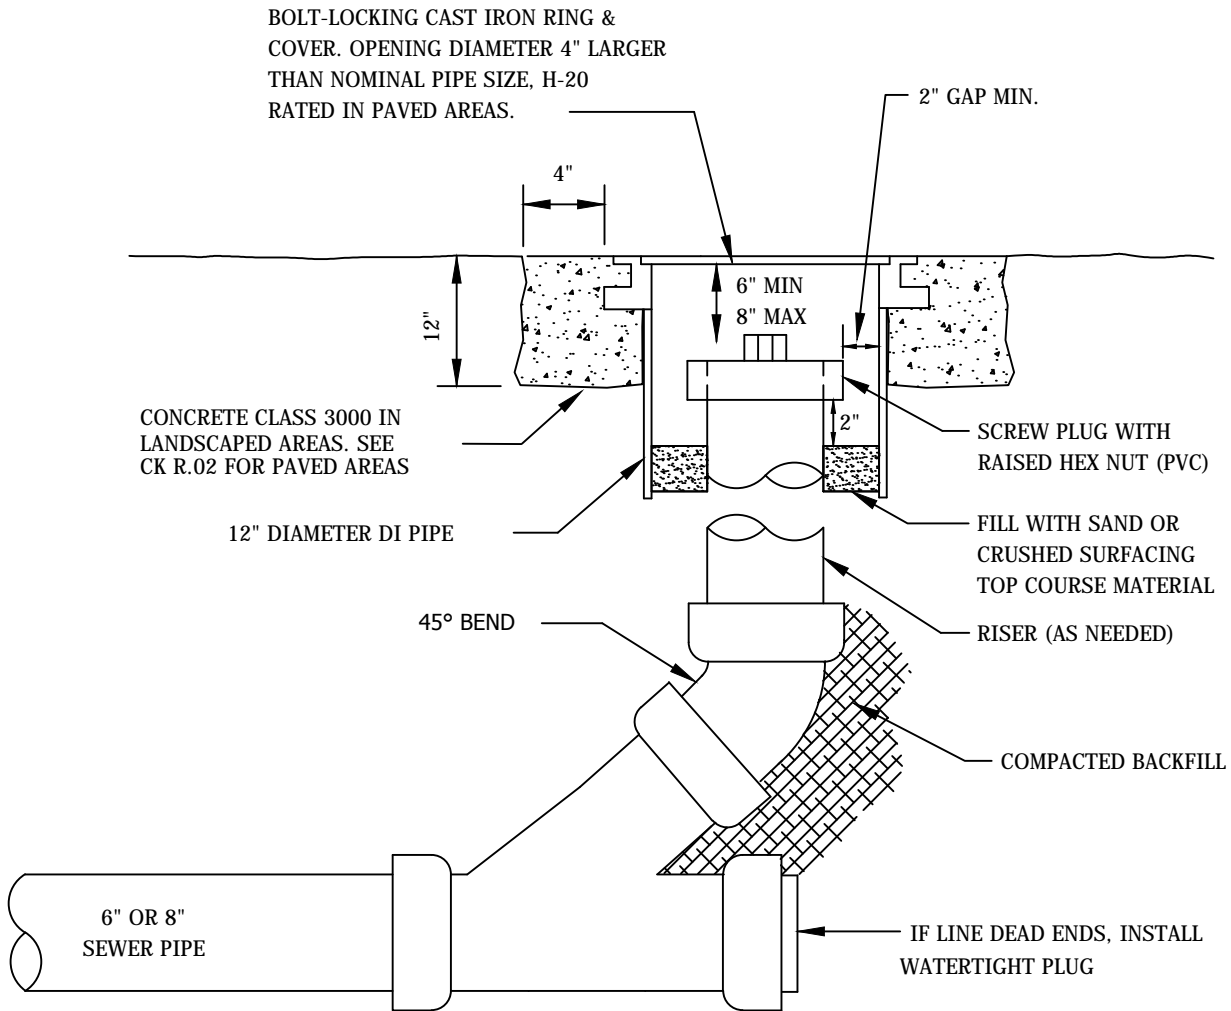 BOLT-LOCKING CAST IRON RING &
COVER. OPENING DIAMETER 4" LARGER
THAN NOMINAL PIPE SIZE, H-20
RATED IN PAVED AREAS.
2" GAP MIN.
4"
6" MIN
8" MAX
12"
2"
CONCRETE CLASS 3000 IN
LANDSCAPED AREAS. SEE
CK R.02 FOR PAVED AREAS
SCREW PLUG WITH
RAISED HEX NUT (PVC)
12" DIAMETER DI PIPE
FILL WITH SAND OR
CRUSHED SURFACING
TOP COURSE MATERIAL
45° BEND
RISER (AS NEEDED)
COMPACTED BACKFILL
6" OR 8"
SEWER PIPE
IF LINE DEAD ENDS, INSTALL
WATERTIGHT PLUG